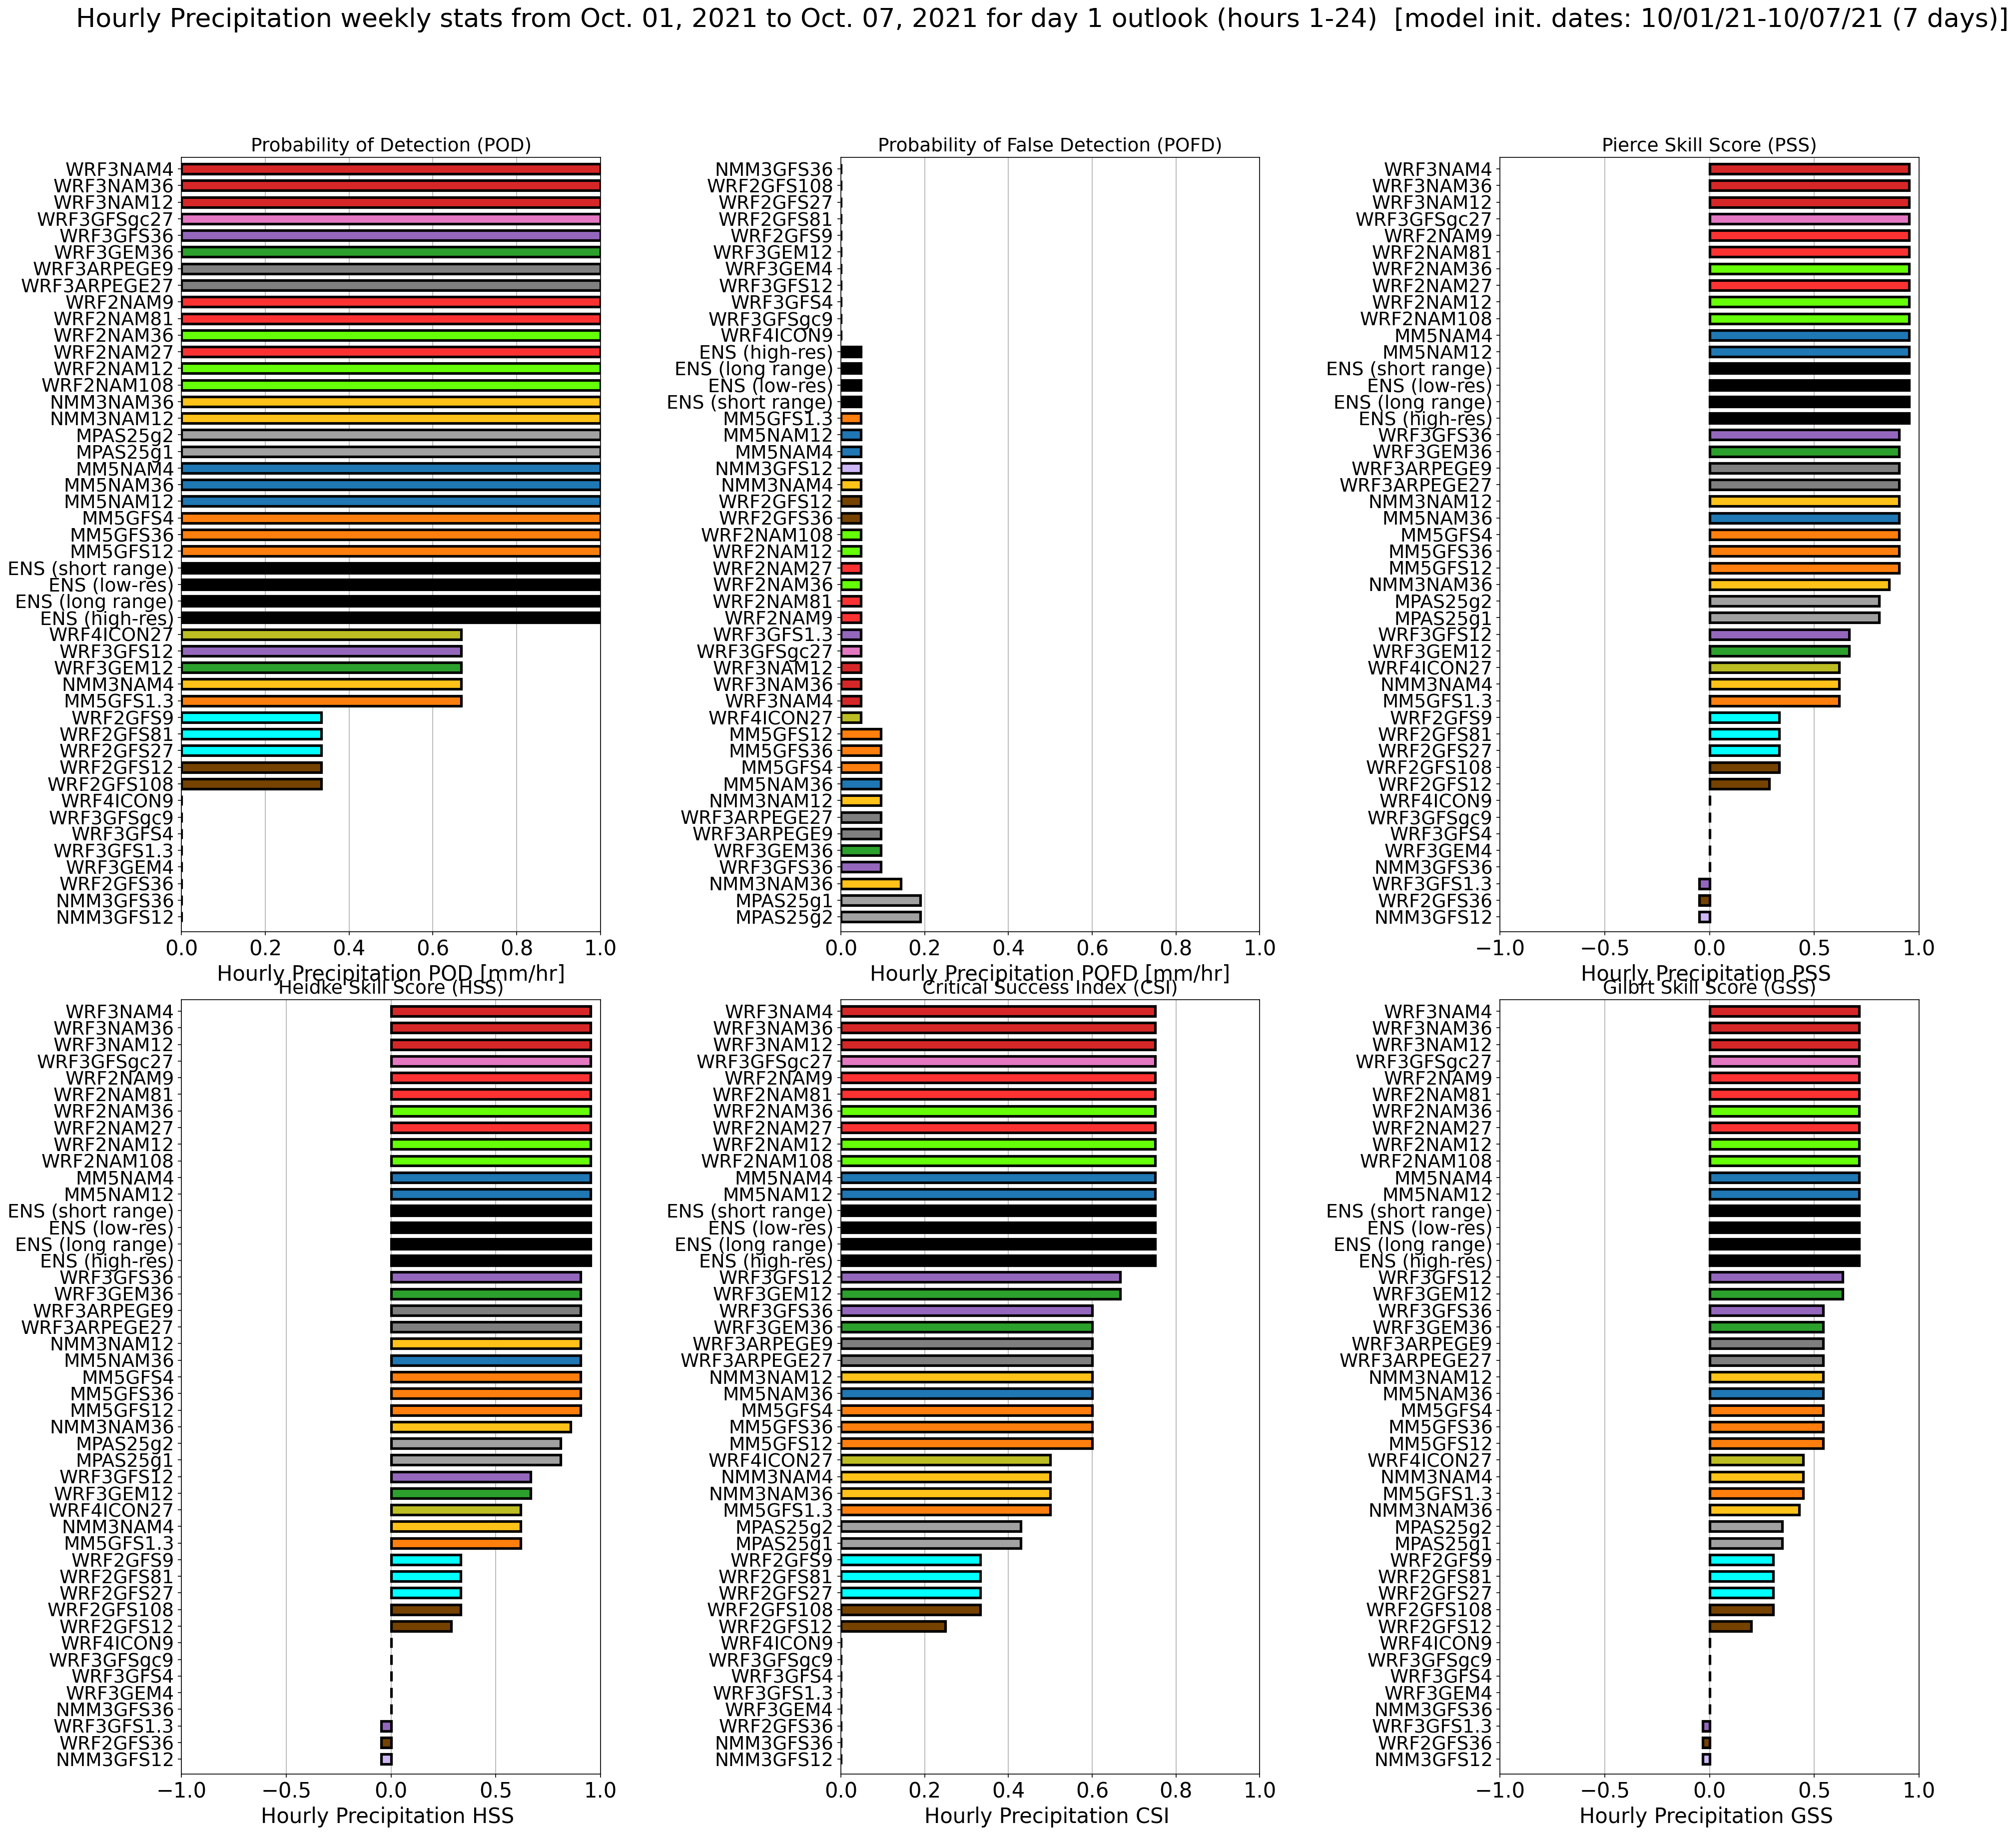 Hourly Precipitation weekly stats from Oct. 01, 2021 to Oct. 07, 2021 for day 1 outlook (hours 1-24)  [model init. dates: 10/01/21-10/07/21 (7 days)]
Probability of Detection (POD)
WRF3NAM4
WRF3NAM36
WRF3NAM12
WRF3GFSgc27
WRF3GFS36
WRF3GEM36
WRF3ARPEGE9
WRF3ARPEGE27
WRF2NAM9
WRF2NAM81
WRF2NAM36
WRF2NAM27
WRF2NAM12
WRF2NAM108
NMM3NAM36
NMM3NAM12
MPAS25g2
MPAS25g1
MM5NAM4
MM5NAM36
MM5NAM12
MM5GFS4
MM5GFS36
MM5GFS12
ENS (short range)
ENS (low-res)
ENS (long range)
ENS (high-res)
WRF4ICON27
WRF3GFS12
WRF3GEM12
NMM3NAM4
MM5GFS1.3
WRF2GFS9
WRF2GFS81
WRF2GFS27
WRF2GFS12
WRF2GFS108
WRF4ICON9
WRF3GFSgc9
WRF3GFS4
WRF3GFS1.3
WRF3GEM4
WRF2GFS36
NMM3GFS36
NMM3GFS12
0.0 0.2 0.4 0.6 0.8 1.0
Hourly Precipitation POD [mm/hr]
Probability of False Detection (POFD)
NMM3GFS36
WRF2GFS108
WRF2GFS27
WRF2GFS81
WRF2GFS9
WRF3GEM12
WRF3GEM4
WRF3GFS12
WRF3GFS4
WRF3GFSgc9
WRF4ICON9
ENS (high-res)
ENS (long range)
ENS (low-res)
ENS (short range)
MM5GFS1.3
MM5NAM12
MM5NAM4
NMM3GFS12
NMM3NAM4
WRF2GFS12
WRF2GFS36
WRF2NAM108
WRF2NAM12
WRF2NAM27
WRF2NAM36
WRF2NAM81
WRF2NAM9
WRF3GFS1.3
WRF3GFSgc27
WRF3NAM12
WRF3NAM36
WRF3NAM4
WRF4ICON27
MM5GFS12
MM5GFS36
MM5GFS4
MM5NAM36
NMM3NAM12
WRF3ARPEGE27
WRF3ARPEGE9
WRF3GEM36
WRF3GFS36
NMM3NAM36
MPAS25g1
MPAS25g2
0.0 0.2 0.4 0.6 0.8 1.0
Hourly Precipitation POFD [mm/hr]
Pierce Skill Score (PSS)
WRF3NAM4
WRF3NAM36
WRF3NAM12
WRF3GFSgc27
WRF2NAM9
WRF2NAM81
WRF2NAM36
WRF2NAM27
WRF2NAM12
WRF2NAM108
MM5NAM4
MM5NAM12
ENS (short range)
ENS (low-res)
ENS (long range)
ENS (high-res)
WRF3GFS36
WRF3GEM36
WRF3ARPEGE9
WRF3ARPEGE27
NMM3NAM12
MM5NAM36
MM5GFS4
MM5GFS36
MM5GFS12
NMM3NAM36
MPAS25g2
MPAS25g1
WRF3GFS12
WRF3GEM12
WRF4ICON27
NMM3NAM4
MM5GFS1.3
WRF2GFS9
WRF2GFS81
WRF2GFS27
WRF2GFS108
WRF2GFS12
WRF4ICON9
WRF3GFSgc9
WRF3GFS4
WRF3GEM4
NMM3GFS36
WRF3GFS1.3
WRF2GFS36
NMM3GFS12
−1.0 −0.5 0.0 0.5 1.0
Hourly Precipitation PSS
Heidke Skill Score (HSS)
WRF3NAM4
WRF3NAM36
WRF3NAM12
WRF3GFSgc27
WRF2NAM9
WRF2NAM81
WRF2NAM36
WRF2NAM27
WRF2NAM12
WRF2NAM108
MM5NAM4
MM5NAM12
ENS (short range)
ENS (low-res)
ENS (long range)
ENS (high-res)
WRF3GFS36
WRF3GEM36
WRF3ARPEGE9
WRF3ARPEGE27
NMM3NAM12
MM5NAM36
MM5GFS4
MM5GFS36
MM5GFS12
NMM3NAM36
MPAS25g2
MPAS25g1
WRF3GFS12
WRF3GEM12
WRF4ICON27
NMM3NAM4
MM5GFS1.3
WRF2GFS9
WRF2GFS81
WRF2GFS27
WRF2GFS108
WRF2GFS12
WRF4ICON9
WRF3GFSgc9
WRF3GFS4
WRF3GEM4
NMM3GFS36
WRF3GFS1.3
WRF2GFS36
NMM3GFS12
−1.0 −0.5 0.0 0.5 1.0
Hourly Precipitation HSS
Critical Success Index (CSI)
WRF3NAM4
WRF3NAM36
WRF3NAM12
WRF3GFSgc27
WRF2NAM9
WRF2NAM81
WRF2NAM36
WRF2NAM27
WRF2NAM12
WRF2NAM108
MM5NAM4
MM5NAM12
ENS (short range)
ENS (low-res)
ENS (long range)
ENS (high-res)
WRF3GFS12
WRF3GEM12
WRF3GFS36
WRF3GEM36
WRF3ARPEGE9
WRF3ARPEGE27
NMM3NAM12
MM5NAM36
MM5GFS4
MM5GFS36
MM5GFS12
WRF4ICON27
NMM3NAM4
NMM3NAM36
MM5GFS1.3
MPAS25g2
MPAS25g1
WRF2GFS9
WRF2GFS81
WRF2GFS27
WRF2GFS108
WRF2GFS12
WRF4ICON9
WRF3GFSgc9
WRF3GFS4
WRF3GFS1.3
WRF3GEM4
WRF2GFS36
NMM3GFS36
NMM3GFS12
0.0 0.2 0.4 0.6 0.8 1.0
Hourly Precipitation CSI
Gilbrt Skill Score (GSS)
WRF3NAM4
WRF3NAM36
WRF3NAM12
WRF3GFSgc27
WRF2NAM9
WRF2NAM81
WRF2NAM36
WRF2NAM27
WRF2NAM12
WRF2NAM108
MM5NAM4
MM5NAM12
ENS (short range)
ENS (low-res)
ENS (long range)
ENS (high-res)
WRF3GFS12
WRF3GEM12
WRF3GFS36
WRF3GEM36
WRF3ARPEGE9
WRF3ARPEGE27
NMM3NAM12
MM5NAM36
MM5GFS4
MM5GFS36
MM5GFS12
WRF4ICON27
NMM3NAM4
MM5GFS1.3
NMM3NAM36
MPAS25g2
MPAS25g1
WRF2GFS9
WRF2GFS81
WRF2GFS27
WRF2GFS108
WRF2GFS12
WRF4ICON9
WRF3GFSgc9
WRF3GFS4
WRF3GEM4
NMM3GFS36
WRF3GFS1.3
WRF2GFS36
NMM3GFS12
−1.0 −0.5 0.0 0.5 1.0
Hourly Precipitation GSS